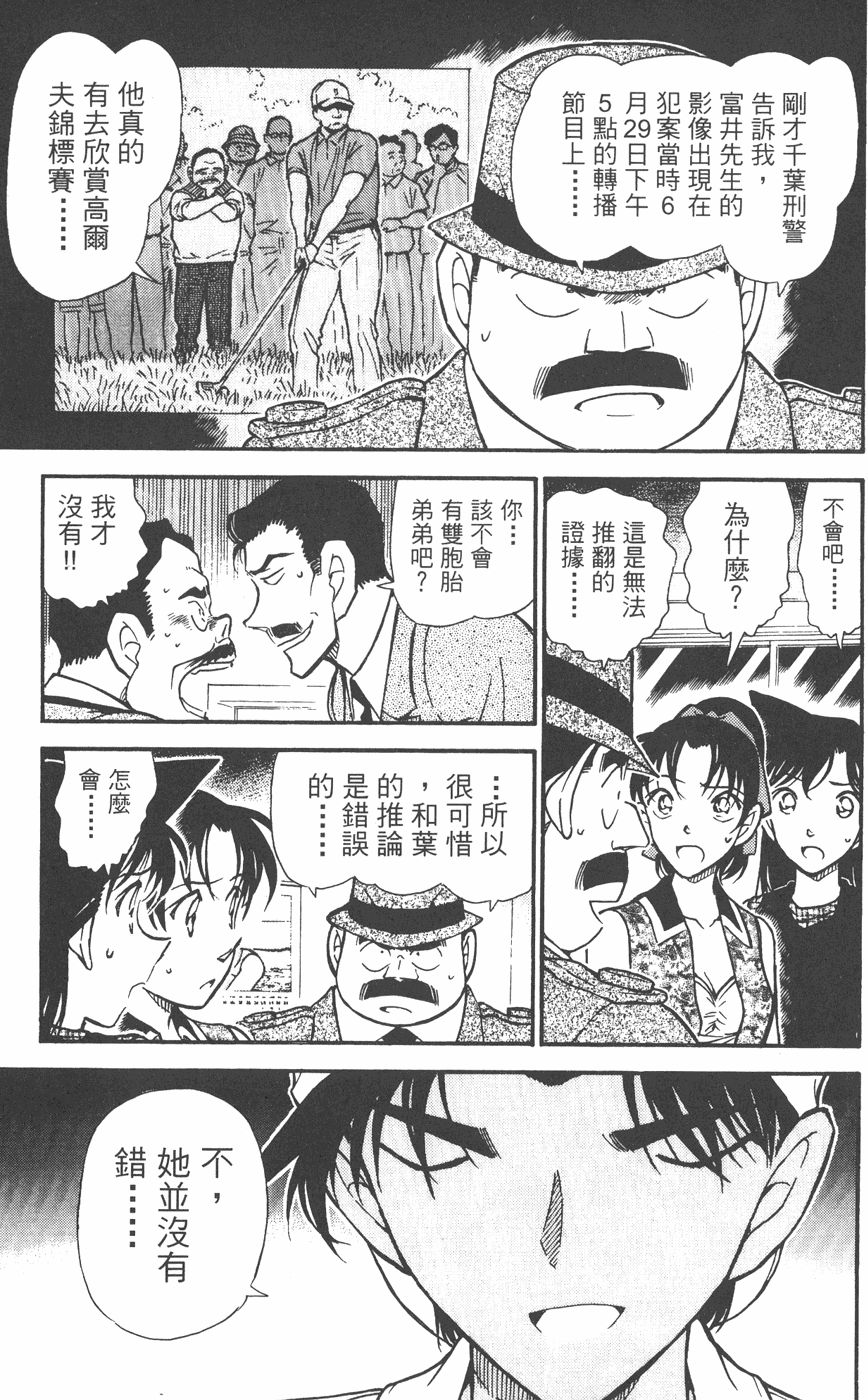 剛才千葉刑警
告訴我，
富井先生的
影像出現在
犯案當時6
月29日下午
5點的轉播
節目上……
他真的
有去欣賞高爾
夫錦標賽……
不會吧……
為什麼？
這是無法
推翻的
證據……
你…
該不會
有雙胞胎
弟弟吧？
我才
沒有!!
…所以
很可惜
，和葉
的推論
是錯誤
的……
怎麼
會……
不，
她並沒有
錯……